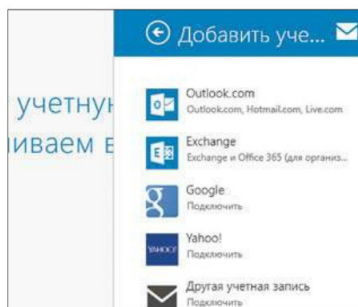 Добавить уче...
учетну
иваем в
Outlook.com
Outlook.com, Hotmail.com, Live.com
Exchange
Exchange и Office 365 (для организ...
Google
Подключить
YAHOO!
Yahoo!
Подключить
Другая учетная запись
Подключить